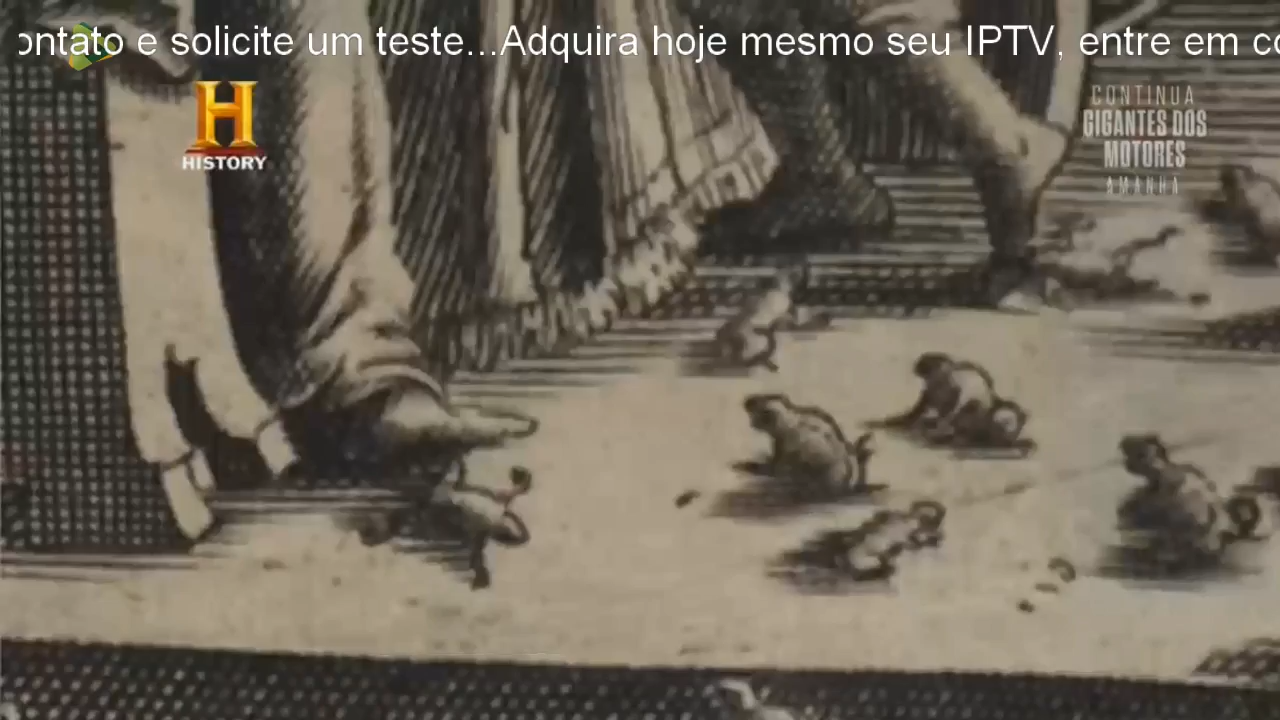 ontato e solicite um teste...Adquira hoje mesmo seu IPTV, entre em co
H
HISTORY
CONTINUA
GIGANTES DOS
MOTORES
AMANHÃ